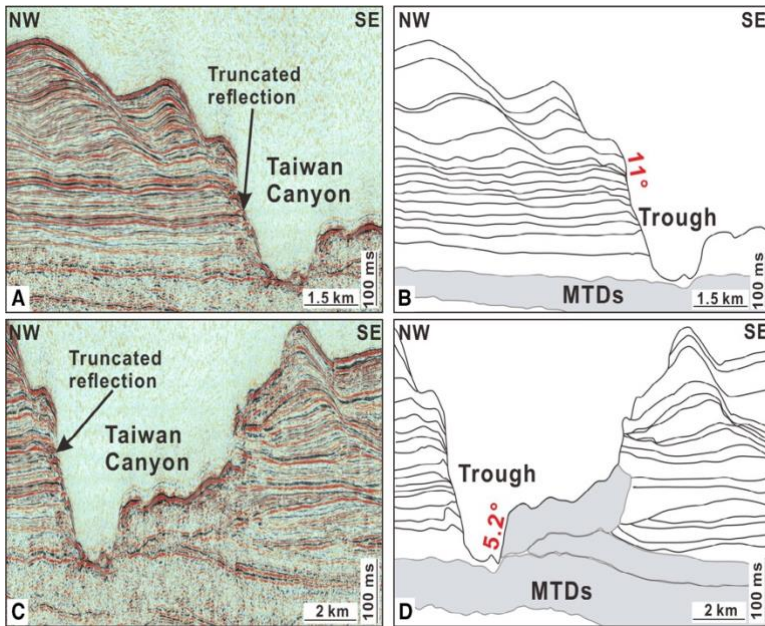 NW
SE
Truncated
reflection
Taiwan
Canyon
A
1.5 km
100 ms
NW
SE
11°
Trough
MTDs
B
1.5 km
100 ms
NW
SE
Truncated
reflection
Taiwan
Canyon
C
2 km
100 ms
NW
SE
Trough
5.2°
MTDs
D
2 km
100 ms